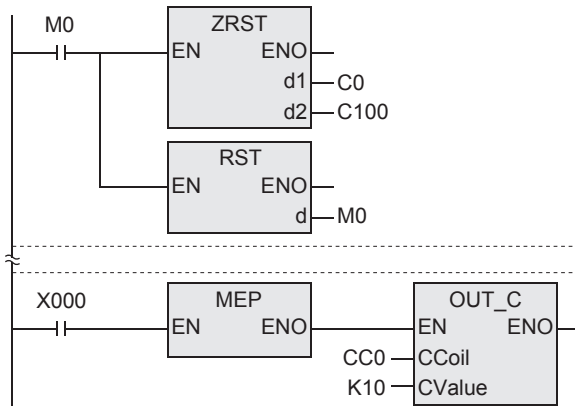 M0
ZRST
EN ENO
d1 C0
d2 C100
RST
EN ENO
d M0
X000
MEP
EN ENO
OUT_C
EN ENO
CC0 CCoil
K10 CValue